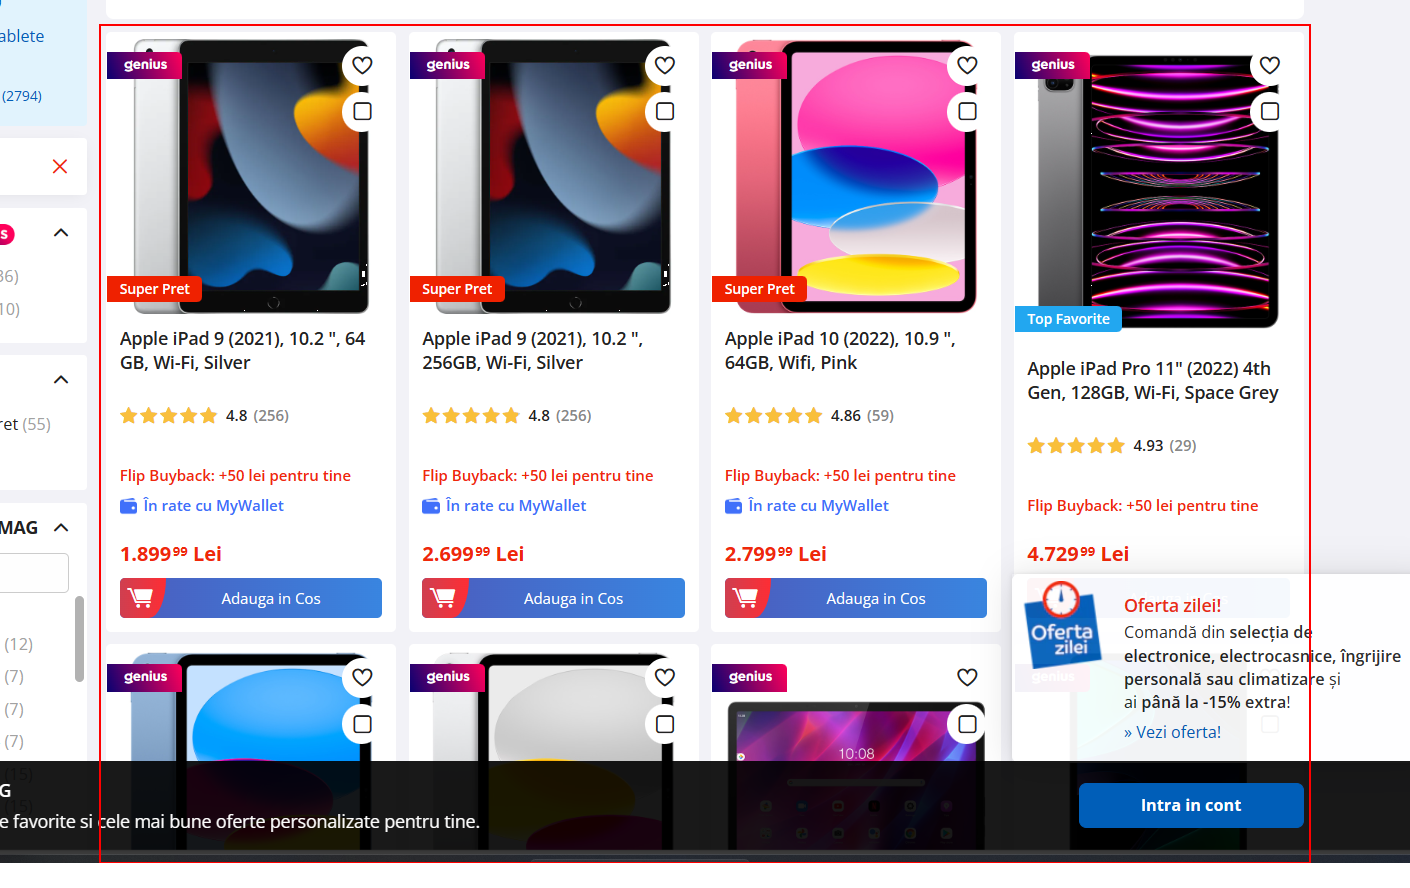 ablete
(2794)
s
36)
10)
ret (55)
MAG
(12)
(7)
(7)
(7)
(15)
(15)
genius
Super Pret
Apple iPad 9 (2021), 10.2 ", 64
GB, Wi-Fi, Silver
4.8 (256)
Flip Buyback: +50 lei pentru tine
În rate cu MyWallet
1.899⁹⁹ Lei
Adauga in Cos
genius
Super Pret
Apple iPad 9 (2021), 10.2 ",
256GB, Wi-Fi, Silver
4.8 (256)
Flip Buyback: +50 lei pentru tine
În rate cu MyWallet
2.699⁹⁹ Lei
Adauga in Cos
genius
Super Pret
Apple iPad 10 (2022), 10.9 ",
64GB, Wifi, Pink
4.86 (59)
Flip Buyback: +50 lei pentru tine
În rate cu MyWallet
2.799⁹⁹ Lei
Adauga in Cos
genius
Top Favorite
Apple iPad Pro 11" (2022) 4th
Gen, 128GB, Wi-Fi, Space Grey
4.93 (29)
Flip Buyback: +50 lei pentru tine
4.729⁹⁹ Lei
genius
genius
genius
10:08
genius
Oferta
zilei
Oferta zilei!
Comandă din selecția de
electronice, electrocasnice, îngrijire
personală sau climatizare și
ai până la -15% extra!
» Vezi oferta!
G
e favorite si cele mai bune oferte personalizate pentru tine.
Intra in cont